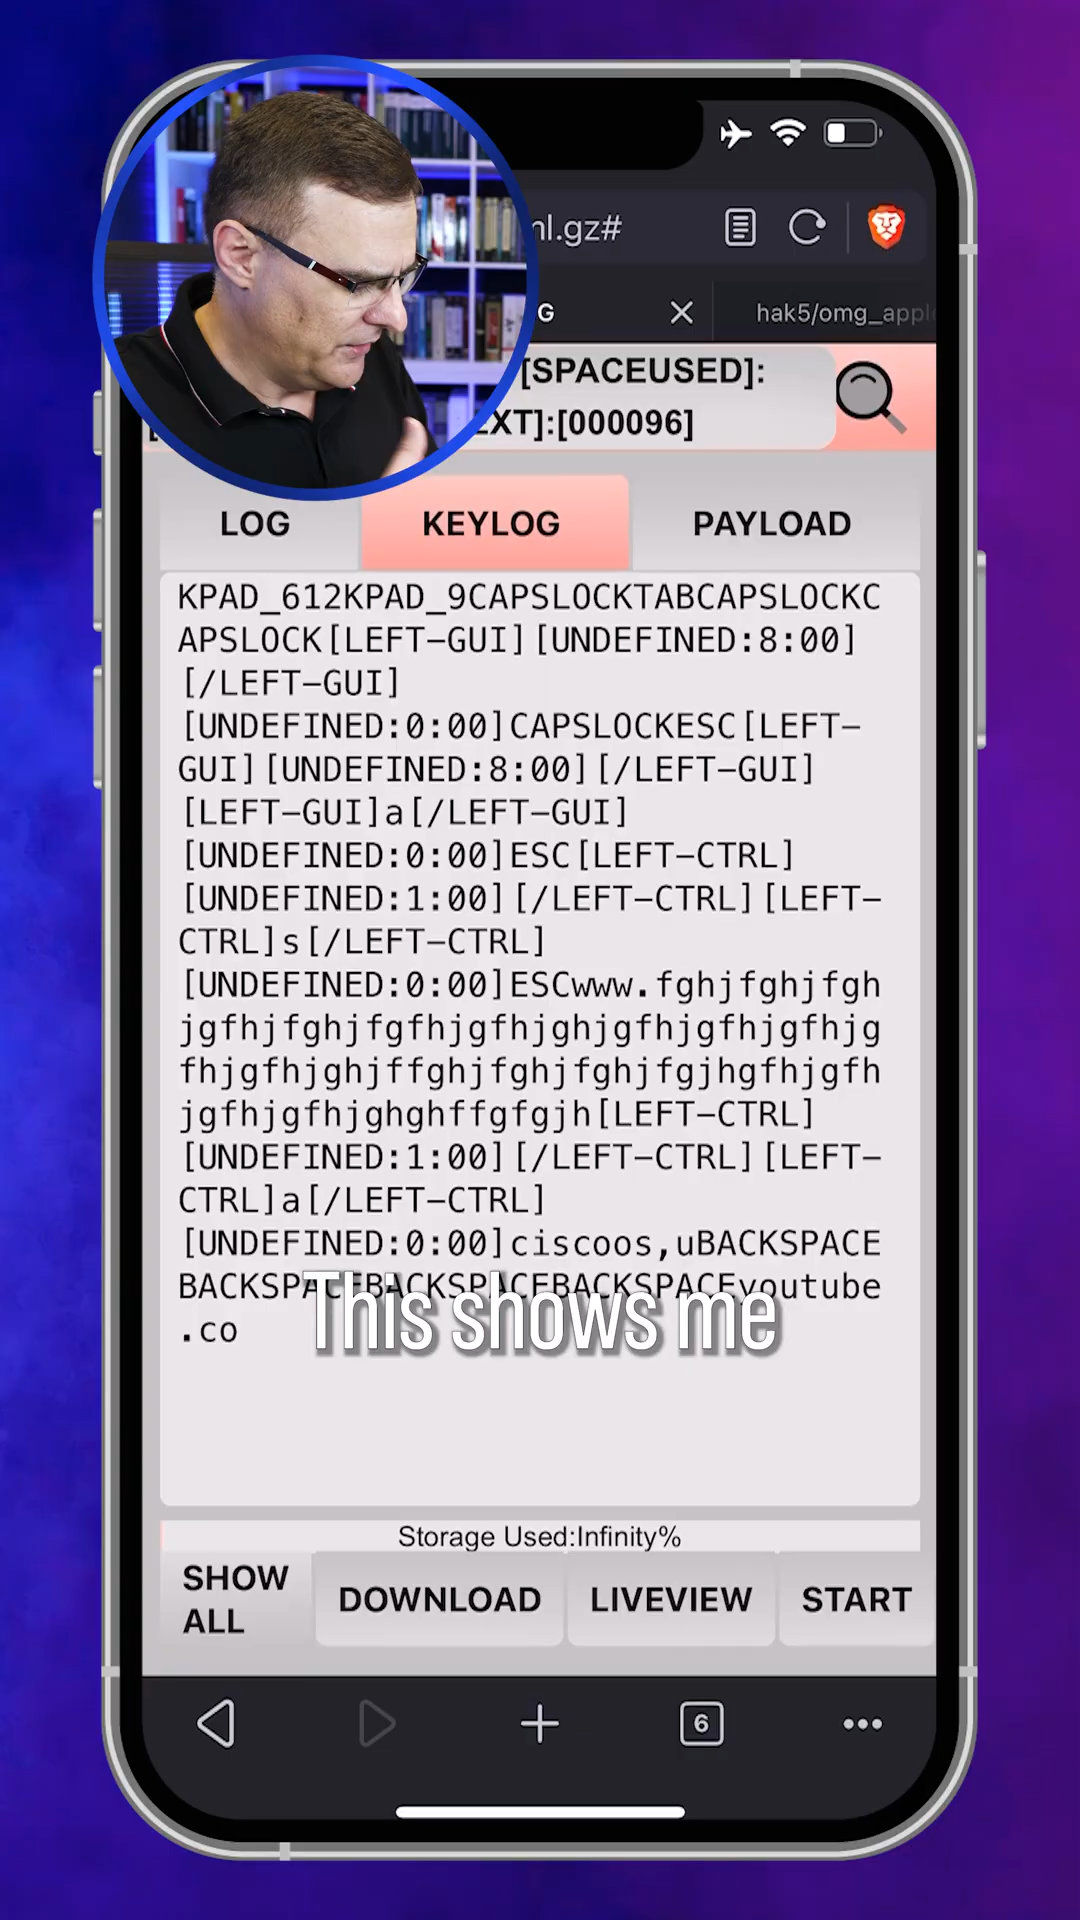 nl.gz#
G
hak5/omg_appl
[SPACEUSED]:
EXT]:[000096]
LOG
KEYLOG
PAYLOAD
KPAD_612KPAD_9CAPSLOCKTABCAPSLOCKC
APSLOCK[LEFT-GUI][UNDEFINED:8:00]
[/LEFT-GUI]
[UNDEFINED:0:00]CAPSLOCKESC[LEFT-
GUI][UNDEFINED:8:00][/LEFT-GUI]
[LEFT-GUI]a[/LEFT-GUI]
[UNDEFINED:0:00]ESC[LEFT-CTRL]
[UNDEFINED:1:00][/LEFT-CTRL][LEFT-
CTRL]s[/LEFT-CTRL]
[UNDEFINED:0:00]ESCwww.fghjfghjfgh
jgfhjfghjfgfhjgfhjghjgfhjgfhjgfhjg
fhjgfhjghjffghjfghjfghjfgjhgfhjgfh
jgfhjgfhjghghffgfgjh[LEFT-CTRL]
[UNDEFINED:1:00][/LEFT-CTRL][LEFT-
CTRL]a[/LEFT-CTRL]
[UNDEFINED:0:00]ciscoos,uBACKSPACE
BACKSPACEBACKSPACEBACKSPACEyoutube
.co
This shows me
Storage Used:Infinity%
SHOW
ALL
DOWNLOAD
LIVEVIEW
START
6